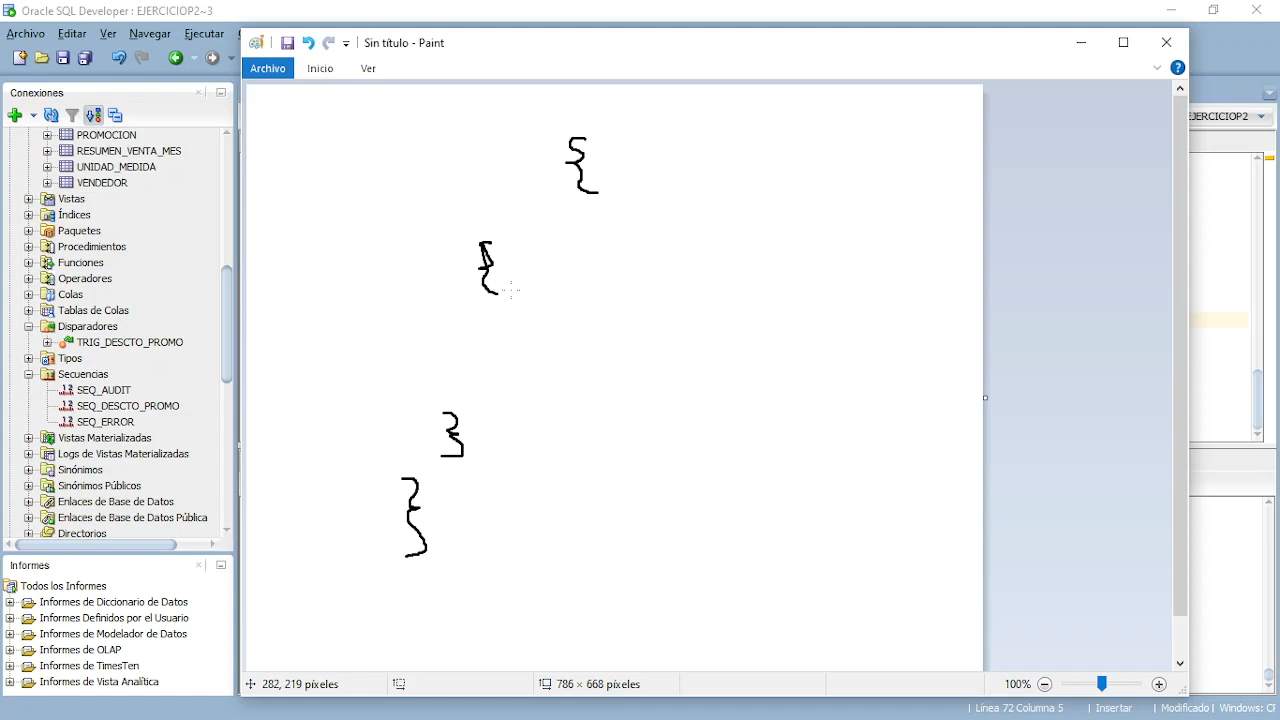 Oracle SQL Developer : EJERCICIOP2~3
Archivo Editar Ver Navegar Ejecutar
Sin título - Paint
Archivo Inicio Ver
Conexiones
PROMOCION
RESUMEN_VENTA_MES
UNIDAD_MEDIDA
VENDEDOR
Vistas
Índices
Paquetes
Procedimientos
Funciones
Operadores
Colas
Tablas de Colas
Disparadores
TRIG_DESCTO_PROMO
Tipos
Secuencias
SEQ_AUDIT
SEQ_DESCTO_PROMO
SEQ_ERROR
Vistas Materializadas
Logs de Vistas Materializadas
Sinónimos
Sinónimos Públicos
Enlaces de Base de Datos
Enlaces de Base de Datos Pública
Directorios
Informes
Todos los Informes
Informes de Diccionario de Datos
Informes Definidos por el Usuario
Informes de Modelador de Datos
Informes de OLAP
Informes de TimesTen
Informes de Vista Analítica
EJERCICIOP2
{
{
}
}
282, 219 píxeles
786 × 668 píxeles
100%
Línea 72 Columna 5 Insertar Modificado Windows: CF